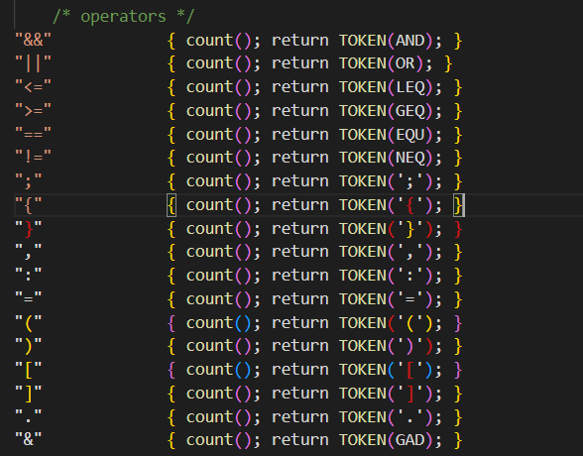 /* operators */
"&&" { count(); return TOKEN(AND); }
"||" { count(); return TOKEN(OR); }
"<=" { count(); return TOKEN(LEQ); }
">=" { count(); return TOKEN(GEQ); }
"==" { count(); return TOKEN(EQU); }
"!=" { count(); return TOKEN(NEQ); }
";" { count(); return TOKEN(';'); }
"{" { count(); return TOKEN('{'); }
"}" { count(); return TOKEN('}'); }
"," { count(); return TOKEN(','); }
":" { count(); return TOKEN(':'); }
"=" { count(); return TOKEN('='); }
"(" { count(); return TOKEN('('); }
")" { count(); return TOKEN(')'); }
"[" { count(); return TOKEN('['); }
"]" { count(); return TOKEN(']'); }
"." { count(); return TOKEN('.'); }
"&" { count(); return TOKEN(GAD); }